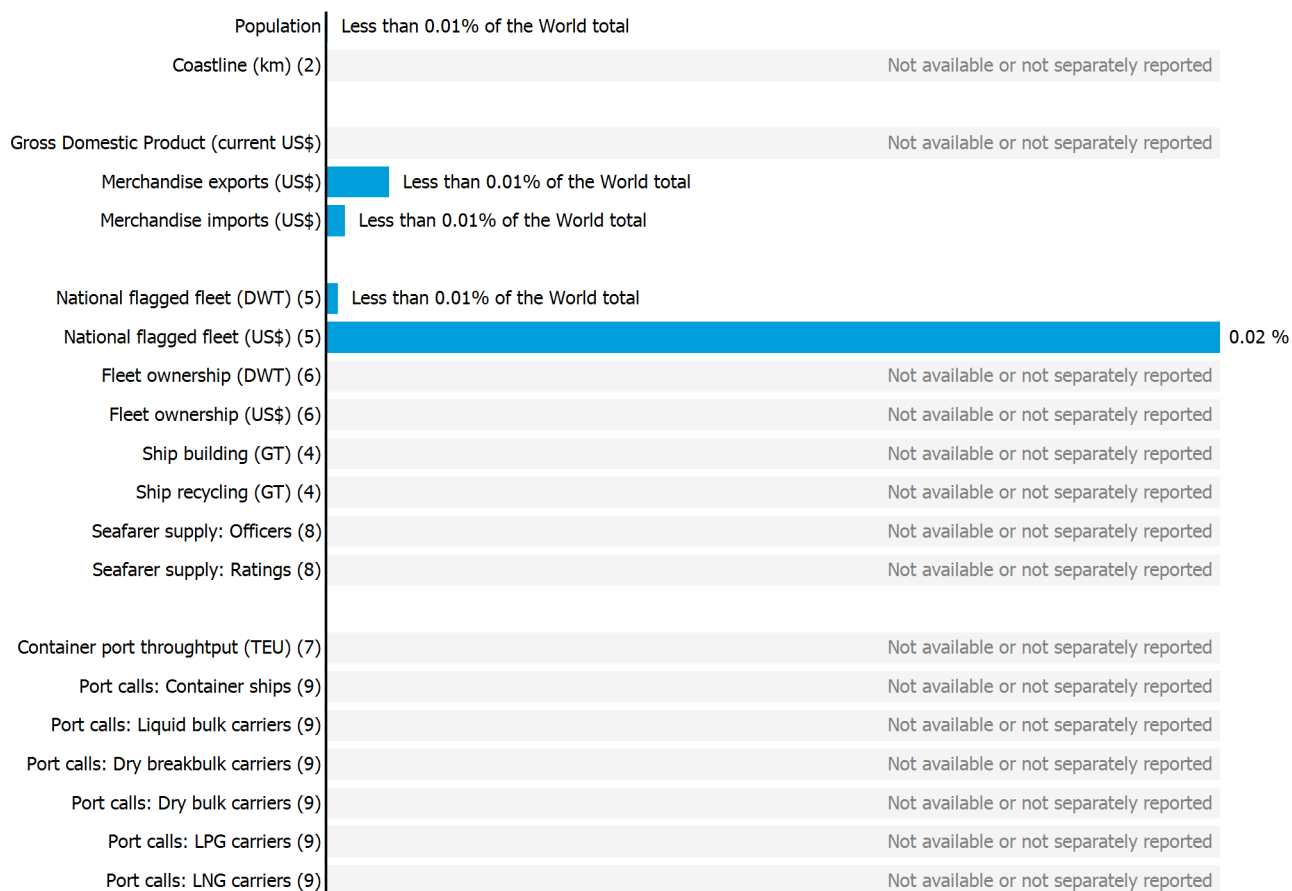 Population Less than 0.01% of the World total
Coastline (km) (2) Not available or not separately reported
Gross Domestic Product (current US$) Not available or not separately reported
Merchandise exports (US$) Less than 0.01% of the World total
Merchandise imports (US$) Less than 0.01% of the World total
National flagged fleet (DWT) (5) Less than 0.01% of the World total
National flagged fleet (US$) (5) 0.02 %
Fleet ownership (DWT) (6) Not available or not separately reported
Fleet ownership (US$) (6) Not available or not separately reported
Ship building (GT) (4) Not available or not separately reported
Ship recycling (GT) (4) Not available or not separately reported
Seafarer supply: Officers (8) Not available or not separately reported
Seafarer supply: Ratings (8) Not available or not separately reported
Container port throughtput (TEU) (7) Not available or not separately reported
Port calls: Container ships (9) Not available or not separately reported
Port calls: Liquid bulk carriers (9) Not available or not separately reported
Port calls: Dry breakbulk carriers (9) Not available or not separately reported
Port calls: Dry bulk carriers (9) Not available or not separately reported
Port calls: LPG carriers (9) Not available or not separately reported
Port calls: LNG carriers (9) Not available or not separately reported